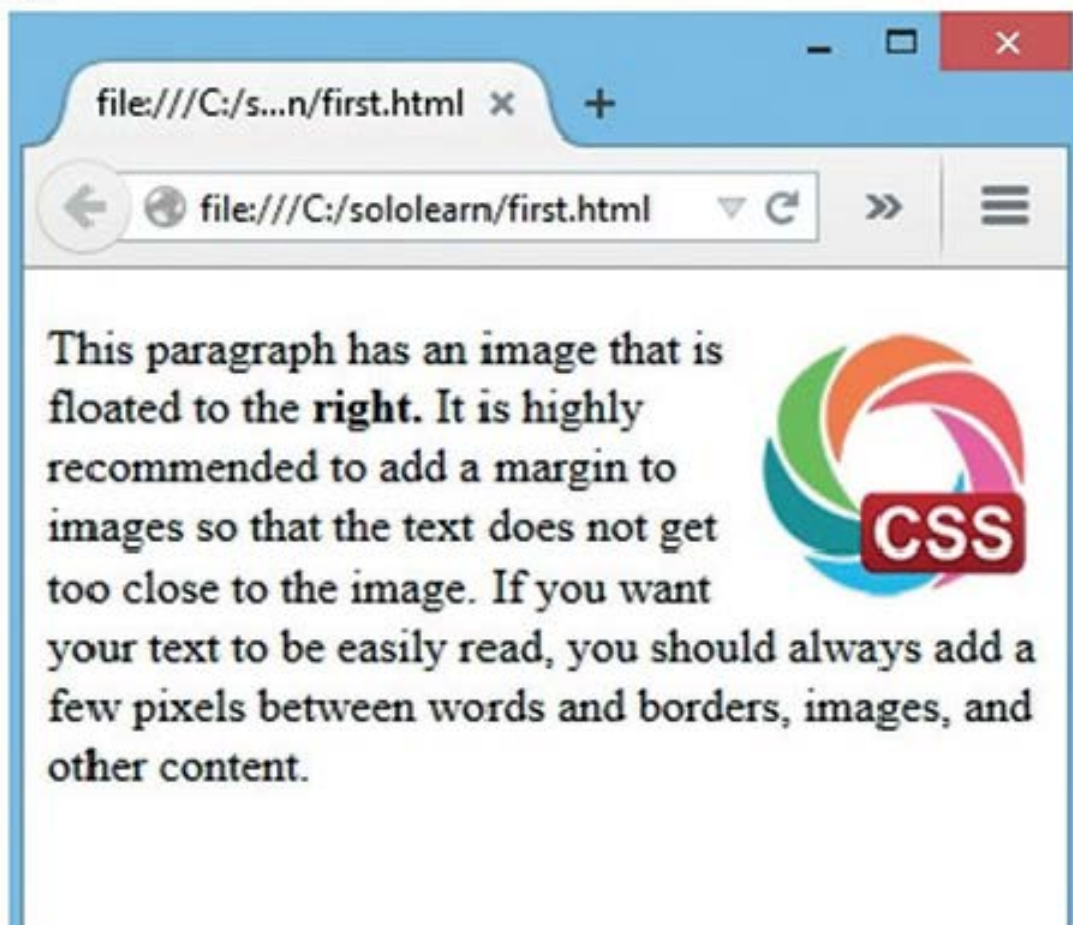 file:///C:/s...n/first.html
file:///C:/sololearn/first.html
This paragraph has an image that is
floated to the right. It is highly
recommended to add a margin to
images so that the text does not get
too close to the image. If you want
your text to be easily read, you should always add a
few pixels between words and borders, images, and
other content.
CSS